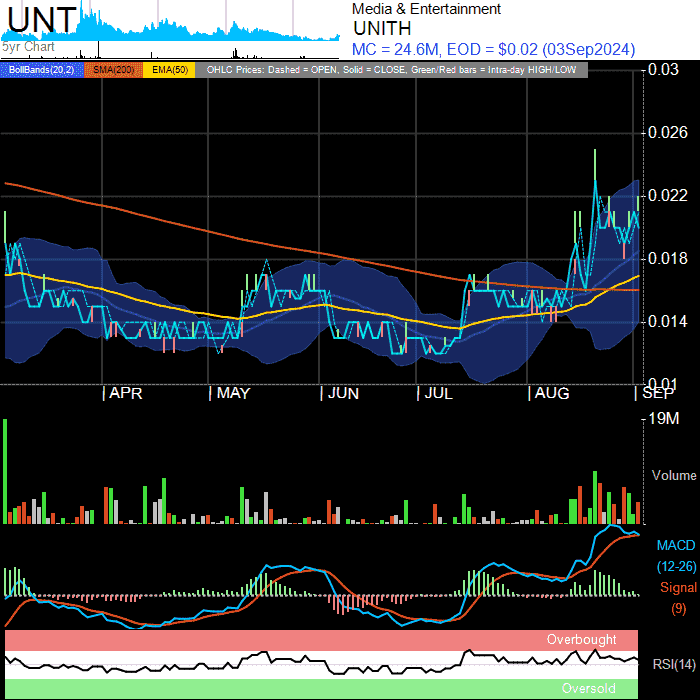 UNT
Media & Entertainment
UNITH
5yr Chart
MC = 24.6M, EOD = $0.02 (03Sep2024)
BollBands(20,2) SMA(200) EMA(50) OHLC Prices: Dashed = OPEN, Solid = CLOSE, Green/Red bars = Intra-day HIGH/LOW
0.03
0.026
0.022
0.018
0.014
0.01
APR MAY JUN JUL AUG SEP
19M
Volume
MACD
(12-26)
Signal
(9)
Overbought
RSI(14)
Oversold